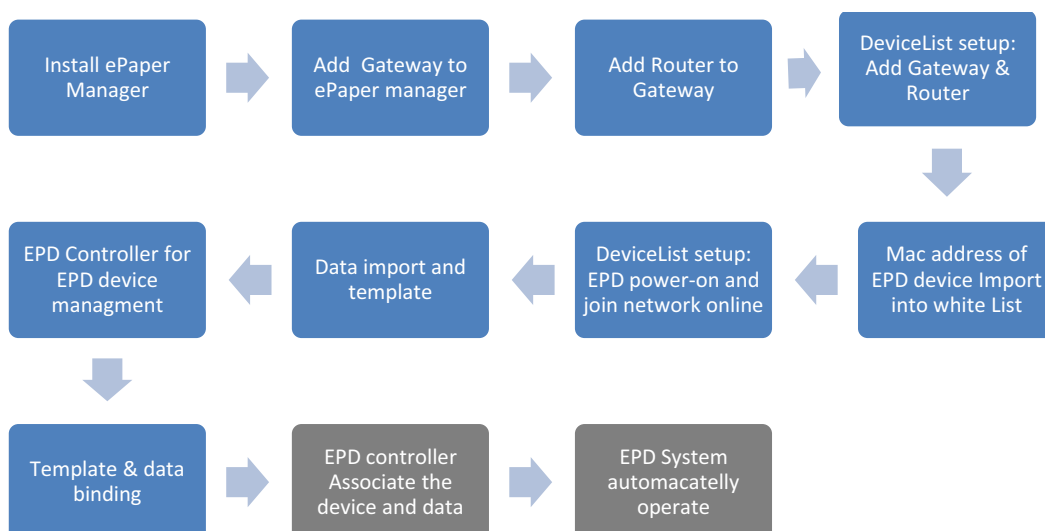 Install ePaper
Manager
Add Gateway to
ePaper manager
Add Router to
Gateway
DeviceList setup:
Add Gateway &
Router
Mac address of
EPD device Import
into white List
DeviceList setup:
EPD power-on and
join network online
Data import and
template
EPD Controller for
EPD device
managment
Template & data
binding
EPD controller
Associate the
device and data
EPD System
automacatelly
operate